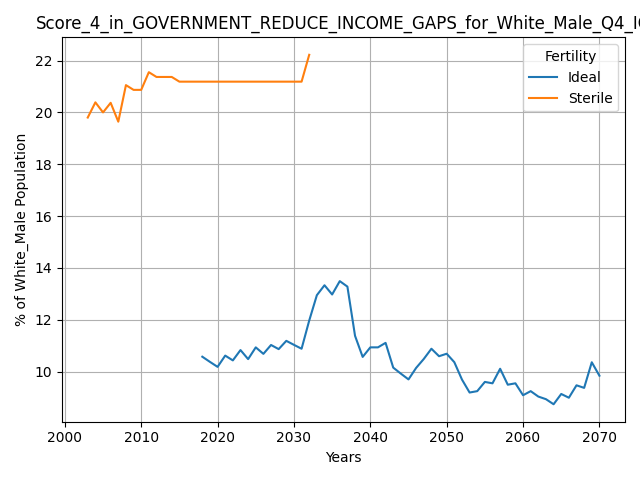 Score_4_in_GOVERNMENT_REDUCE_INCOME_GAPS_for_White_Male_Q4_I
Fertility
Ideal
Sterile
% of White_Male Population
22
20
18
16
14
12
10
2000 2010 2020 2030 2040 2050 2060 2070
Years